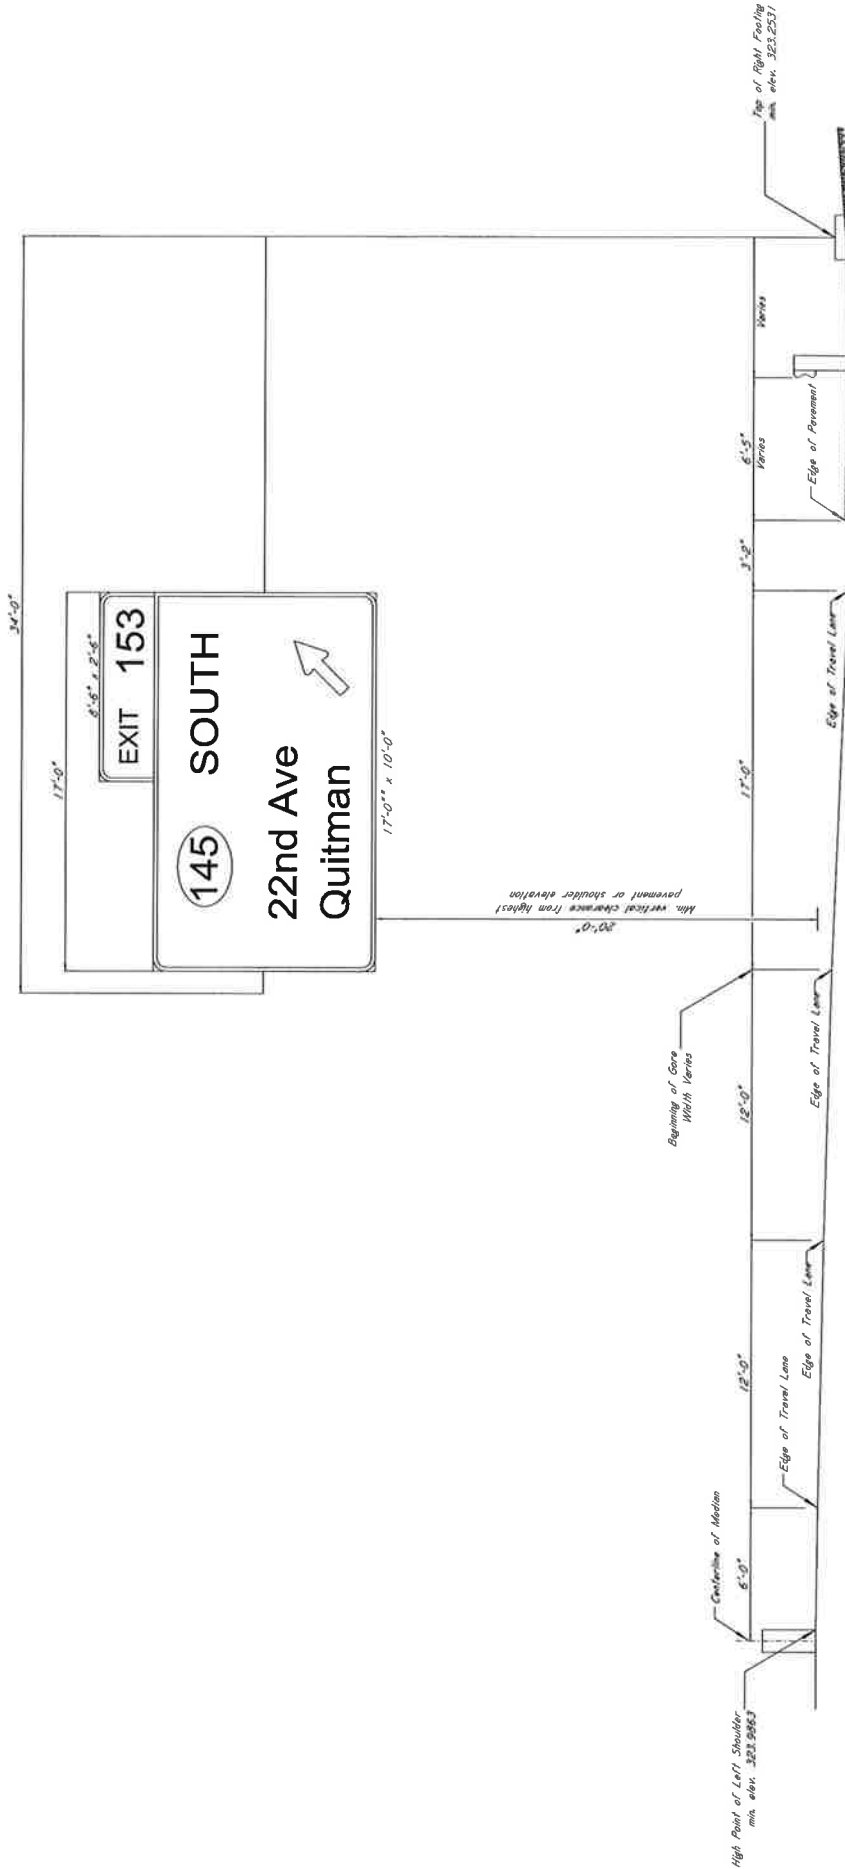 34'-0"
17'-0"
8'-6" x 2'-6"
EXIT 153
145 SOUTH
22nd Ave
Quitman
17'-0" x 10'-0"
20'-0"
Min. vertical clearance from highest
pavement or shoulder elevation
Beginning of Gore
Width Varies
Centerline of Median
6'-0"
12'-0"
12'-0"
17'-0"
3'-2"
6'-5"
Varies
Varies
High Point of Left Shoulder
min. elev. 323.9863
Edge of Travel Lane
Edge of Travel Lane
Edge of Travel Lane
Edge of Travel Lane
Edge of Pavement
Top of Right Footing
min. elev. 323.2531